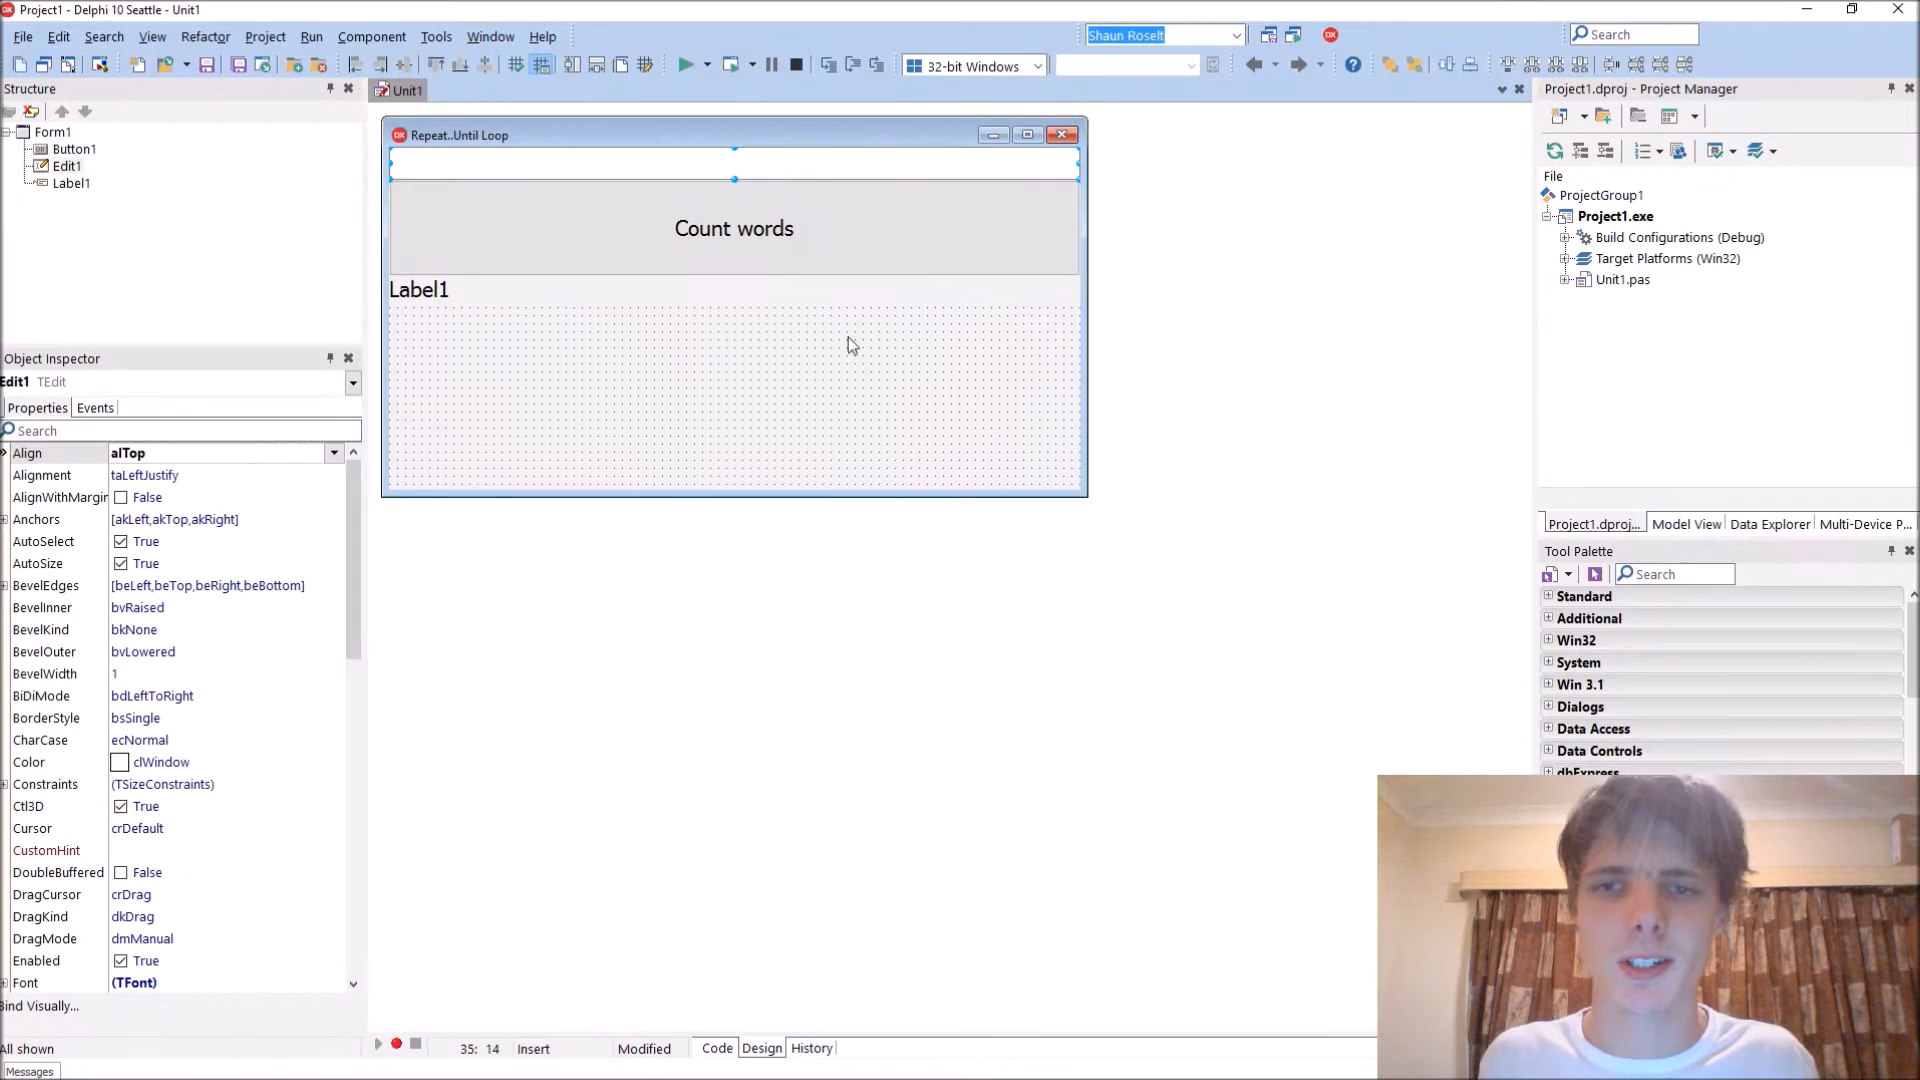 Project1 - Delphi 10 Seattle - Unit1
File Edit Search View Refactor Project Run Component Tools Window Help
Shaun Roselt
Search
32-bit Windows
Structure
Form1
Button1
Edit1
Label1
Object Inspector
Edit1 TEdit
Properties Events
Search
Align alTop
Alignment taLeftJustify
AlignWithMargin False
Anchors [akLeft,akTop,akRight]
AutoSelect True
AutoSize True
BevelEdges [beLeft,beTop,beRight,beBottom]
BevelInner bvRaised
BevelKind bkNone
BevelOuter bvLowered
BevelWidth 1
BiDiMode bdLeftToRight
BorderStyle bsSingle
CharCase ecNormal
Color clWindow
Constraints (TSizeConstraints)
Ctl3D True
Cursor crDefault
CustomHint
DoubleBuffered False
DragCursor crDrag
DragKind dkDrag
DragMode dmManual
Enabled True
Font (TFont)
Bind Visually...
All shown
Messages
Unit1
Repeat..Until Loop
Count words
Label1
35: 14 Insert Modified Code Design History
Project1.dproj - Project Manager
File
ProjectGroup1
Project1.exe
Build Configurations (Debug)
Target Platforms (Win32)
Unit1.pas
Project1.dproj... Model View Data Explorer Multi-Device P...
Tool Palette
Search
Standard
Additional
Win32
System
Win 3.1
Dialogs
Data Access
Data Controls
dbExpress